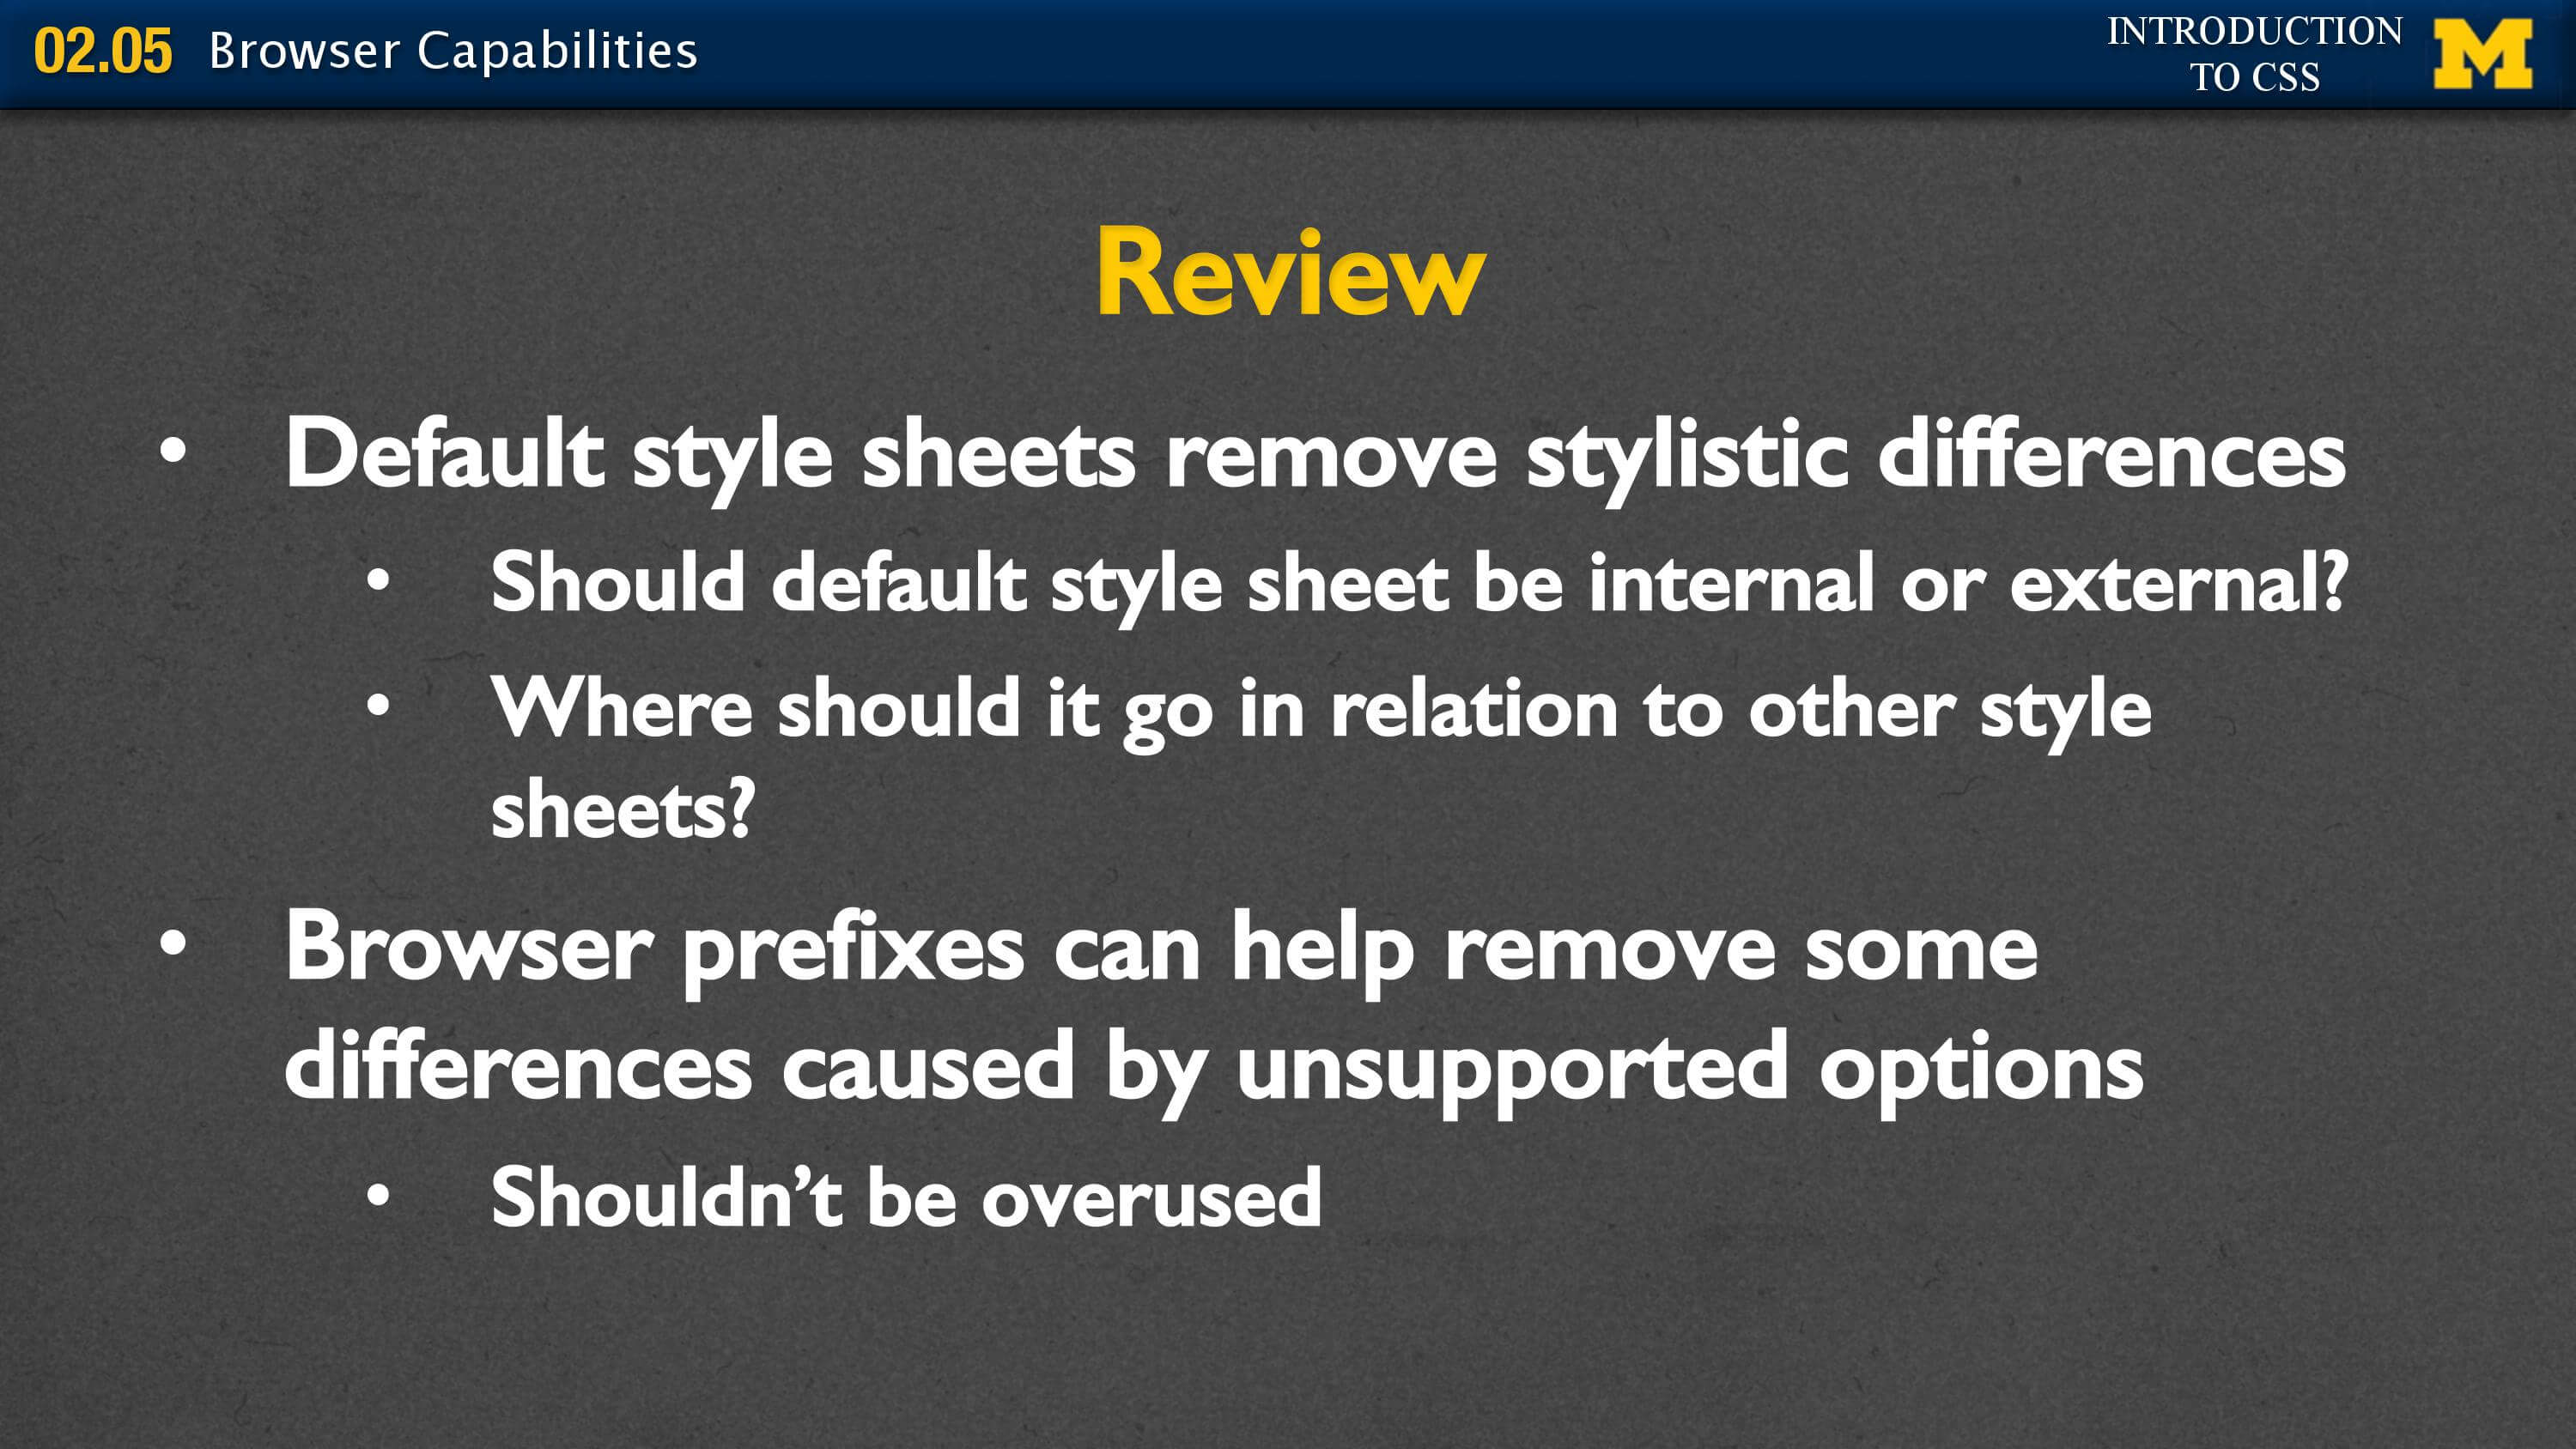 02.05 Browser Capabilities
INTRODUCTION
TO CSS
M
Review
• Default style sheets remove stylistic differences
• Should default style sheet be internal or external?
• Where should it go in relation to other style
sheets?
• Browser prefixes can help remove some
differences caused by unsupported options
• Shouldn’t be overused